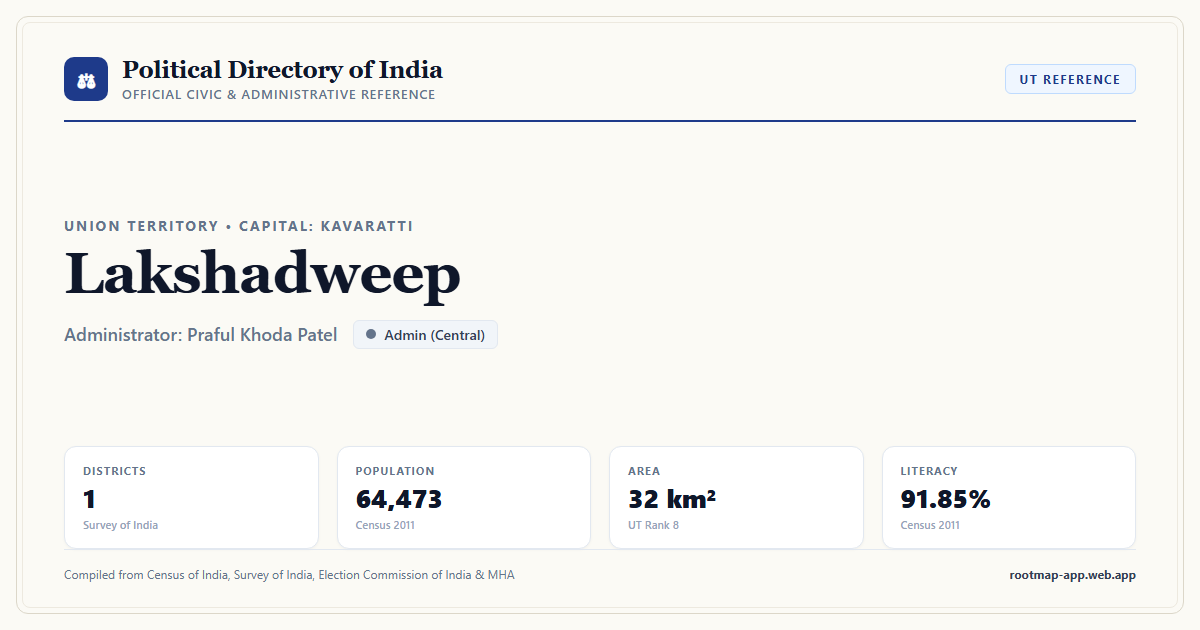 Political Directory of India
OFFICIAL CIVIC & ADMINISTRATIVE REFERENCE
UT REFERENCE
UNION TERRITORY • CAPITAL: KAVARATTI
Lakshadweep
Administrator: Praful Khoda Patel
Admin (Central)
DISTRICTS
1
Survey of India
POPULATION
64,473
Census 2011
AREA
32 km²
UT Rank 8
LITERACY
91.85%
Census 2011
Compiled from Census of India, Survey of India, Election Commission of India & MHA
rootmap-app.web.app